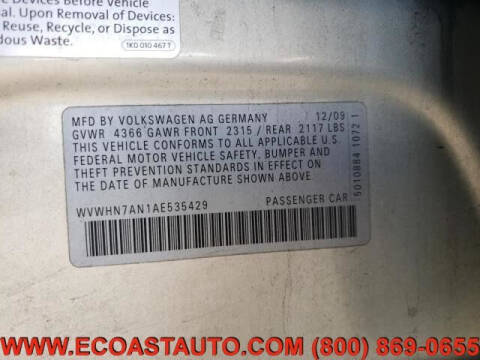 e Devices Before Vehicle
al. Upon Removal of Devices:
Reuse, Recycle, or Dispose as
dous Waste.
1K0 010 467 T
MFD BY VOLKSWAGEN AG GERMANY 12/09
GVWR 4366 GAWR FRONT 2315 / REAR 2117 LBS
THIS VEHICLE CONFORMS TO ALL APPLICABLE U.S.
FEDERAL MOTOR VEHICLE SAFETY, BUMPER AND
THEFT PREVENTION STANDARDS IN EFFECT ON
THE DATE OF MANUFACTURE SHOWN ABOVE.
WVWHN7AN1AE535429 PASSENGER CAR
5010884 1072 1
WWW.ECOASTAUTO.COM (800) 869-0655